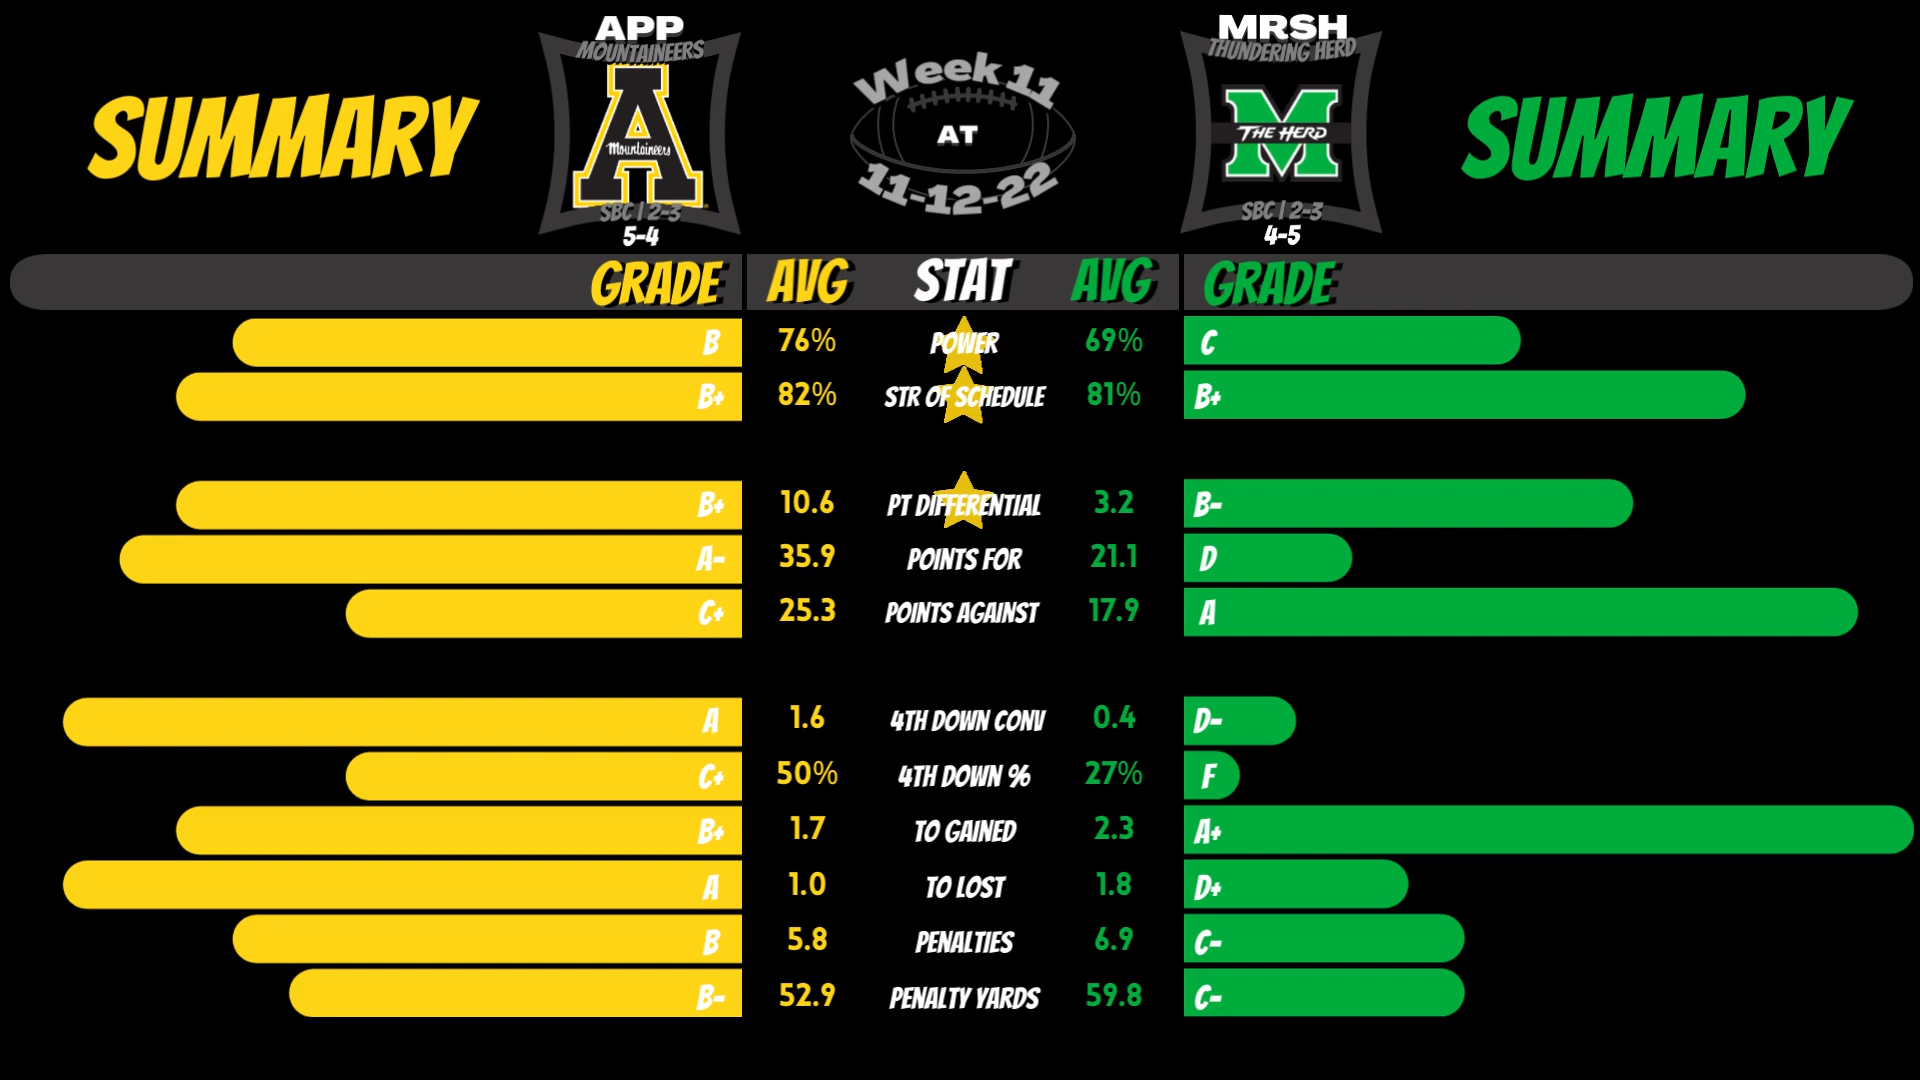 APP
MOUNTAINEERS
Mountaineers
SBC | 2-3
5-4
SUMMARY
Week 11
AT
11-12-22
MRSH
THUNDERING HERD
THE HERD
SBC | 2-3
4-5
SUMMARY
GRADE AVG STAT AVG GRADE
B 76% POWER 69% C
B+ 82% STR OF SCHEDULE 81% B+
B+ 10.6 PT DIFFERENTIAL 3.2 B-
A- 35.9 POINTS FOR 21.1 D
C+ 25.3 POINTS AGAINST 17.9 A
A 1.6 4TH DOWN CONV 0.4 D-
C+ 50% 4TH DOWN % 27% F
B+ 1.7 TO GAINED 2.3 A+
A 1.0 TO LOST 1.8 D+
B 5.8 PENALTIES 6.9 C-
B- 52.9 PENALTY YARDS 59.8 C-